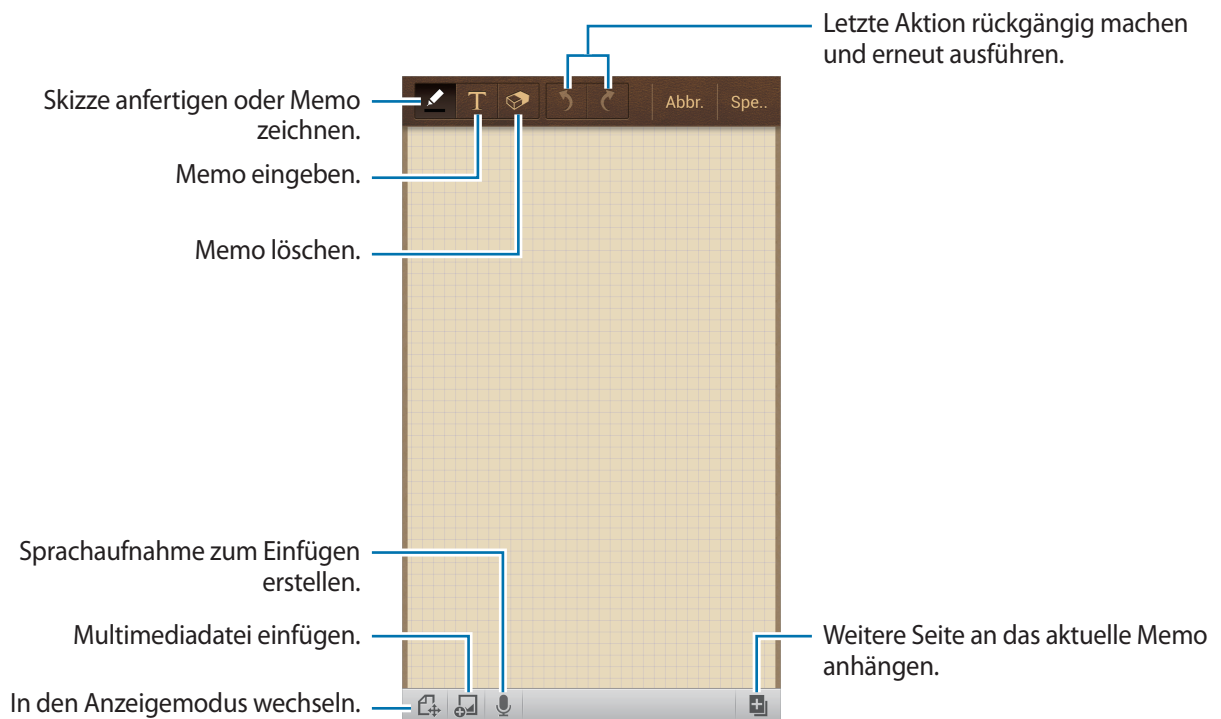 Letzte Aktion rückgängig machen
und erneut ausführen.
Skizze anfertigen oder Memo
zeichnen.
T
Abbr.
Spe..
Memo eingeben.
Memo löschen.
Sprachaufnahme zum Einfügen
erstellen.
Multimediadatei einfügen.
Weitere Seite an das aktuelle Memo
anhängen.
In den Anzeigemodus wechseln.